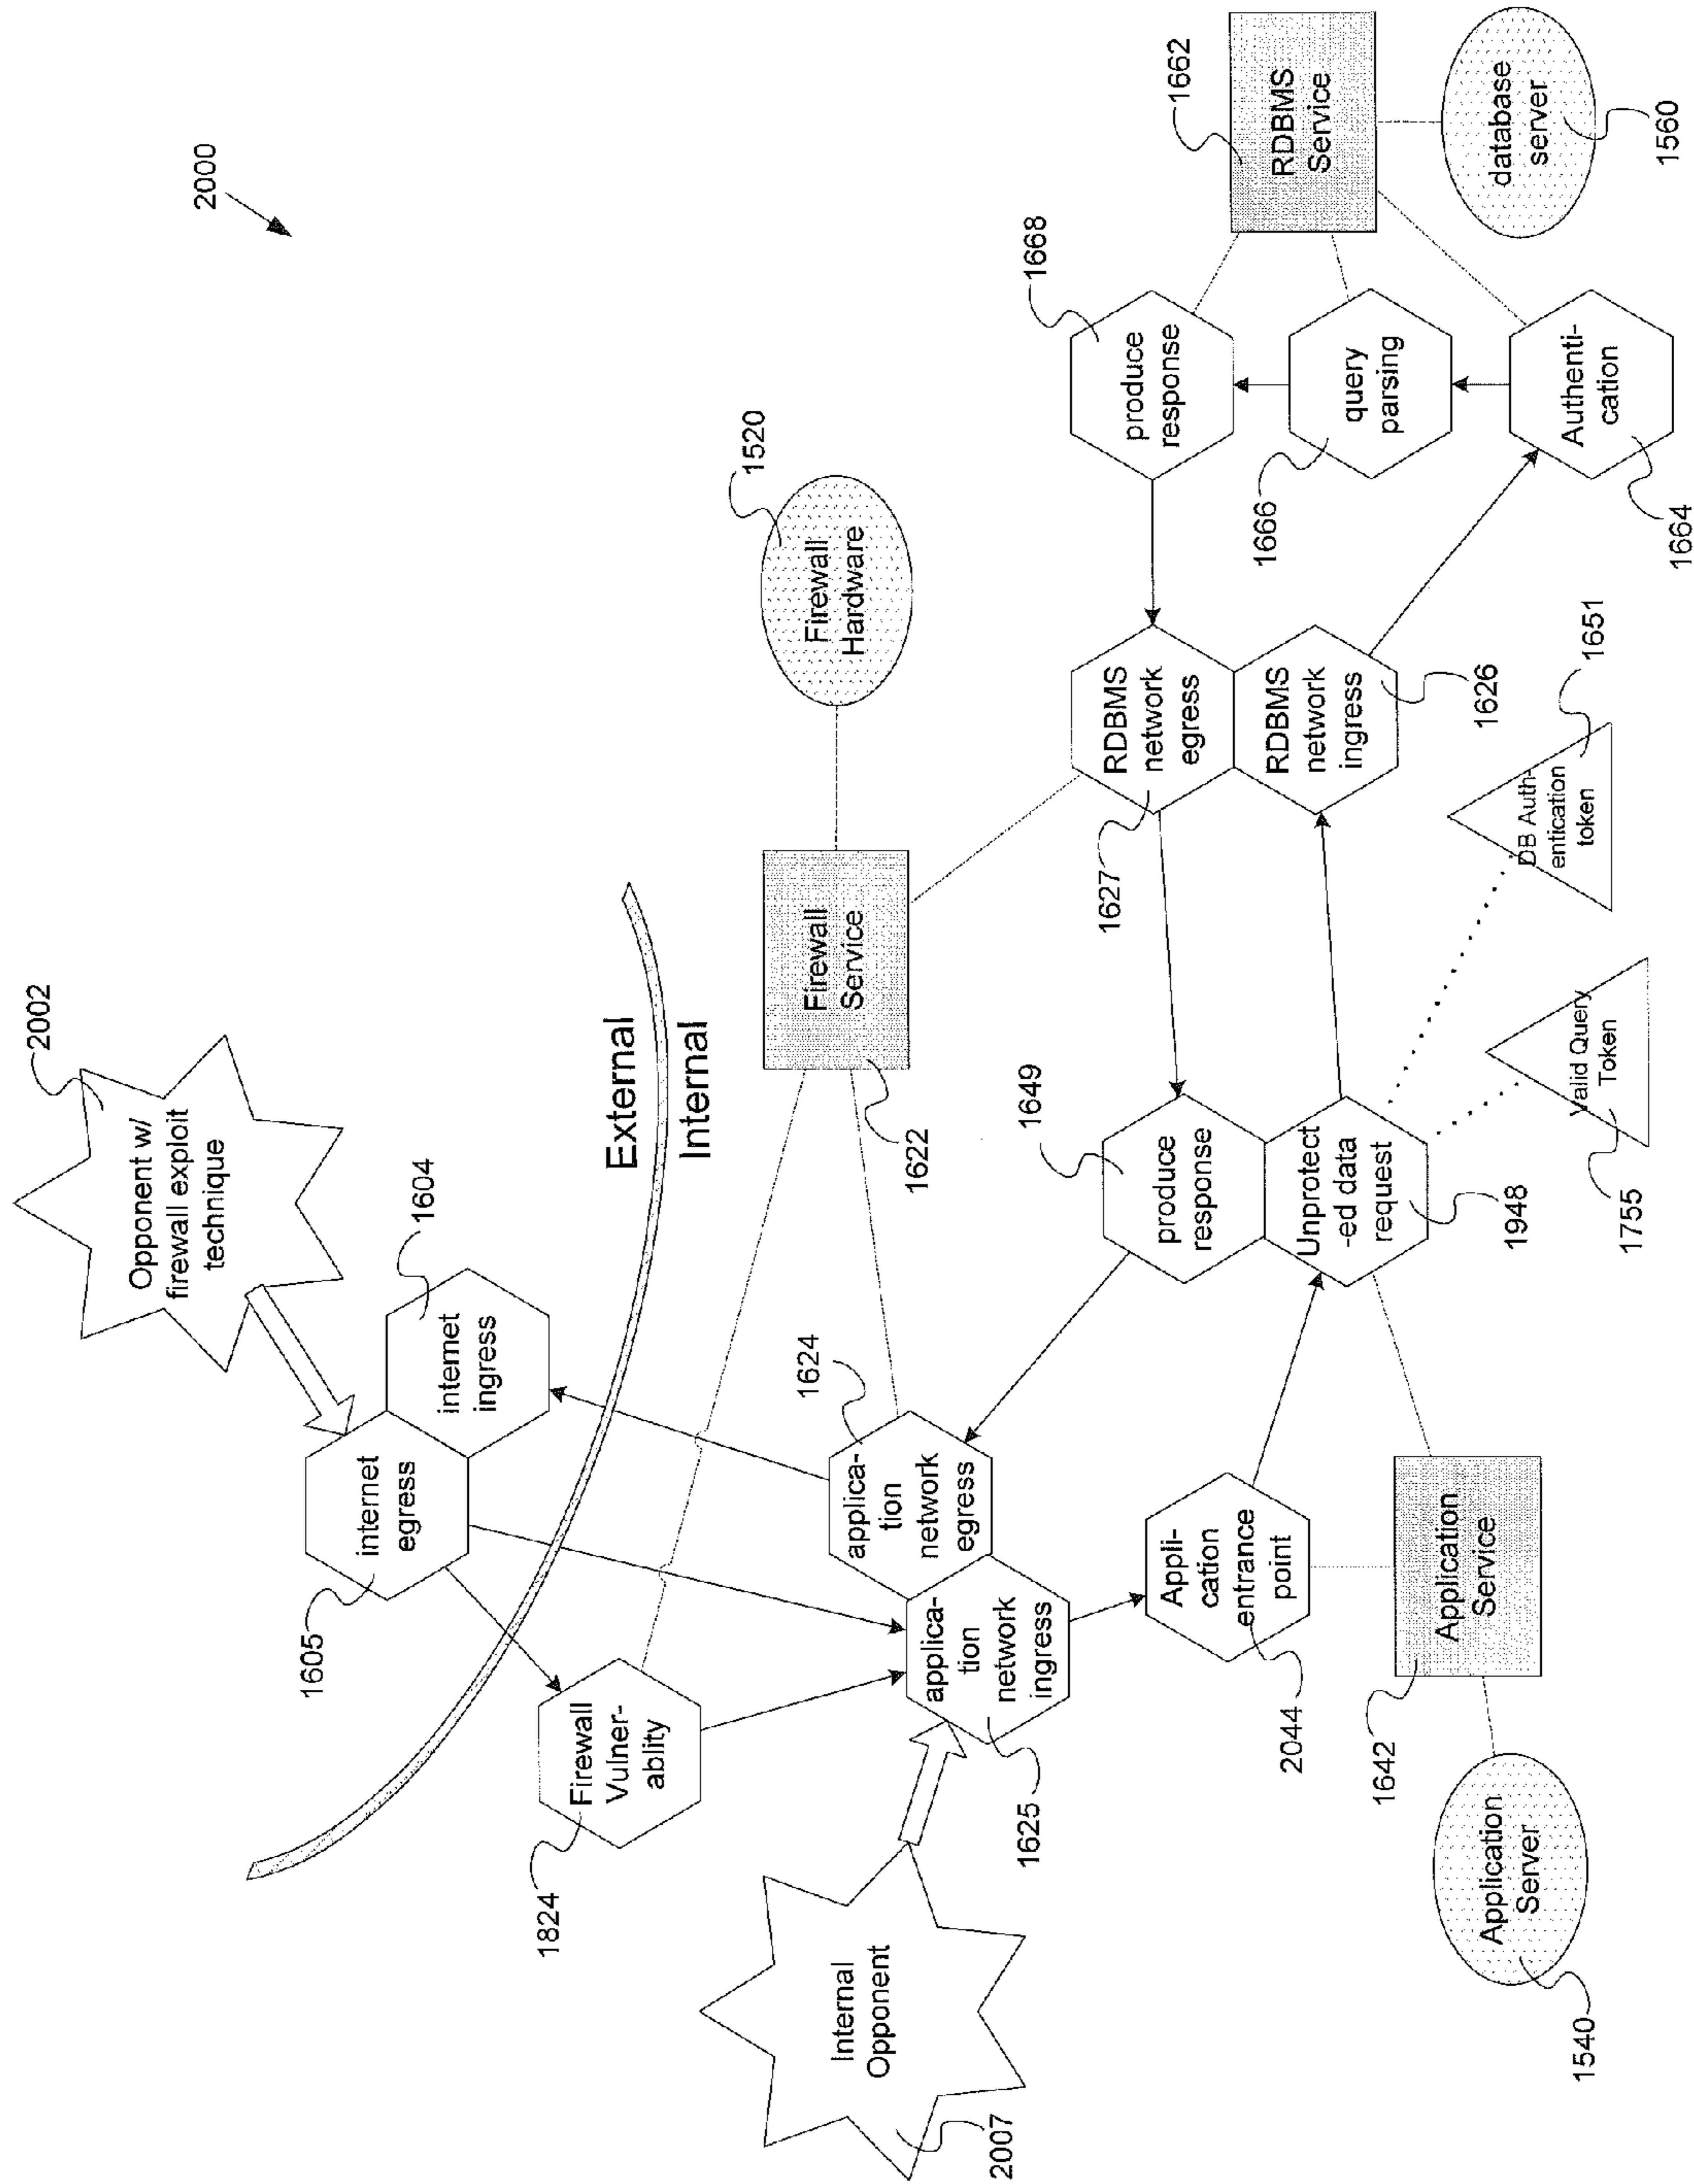 2000
2002
Opponent w/
firewall exploit
technique
1604
internet
ingress
1605
internet
egress
External
Internal
1824
Firewall
Vulner-
ablity
Firewall
Service
1622
Firewall
Hardware
1520
Internal
Opponent
2007
1624
applica-
tion
network
egress
applica-
tion
network
ingress
1625
Appli-
cation
entrance
point
2044
1649
produce
response
Unprotect
-ed data
request
1948
RDBMS
network
egress
1627
RDBMS
network
ingress
1626
1668
produce
response
query
parsing
1666
Authenti-
cation
1664
1662
RDBMS
Service
database
server
1560
DB Auth-
entication
token
1651
Valid Query
Token
1755
Application
Service
1642
Application
Server
1540